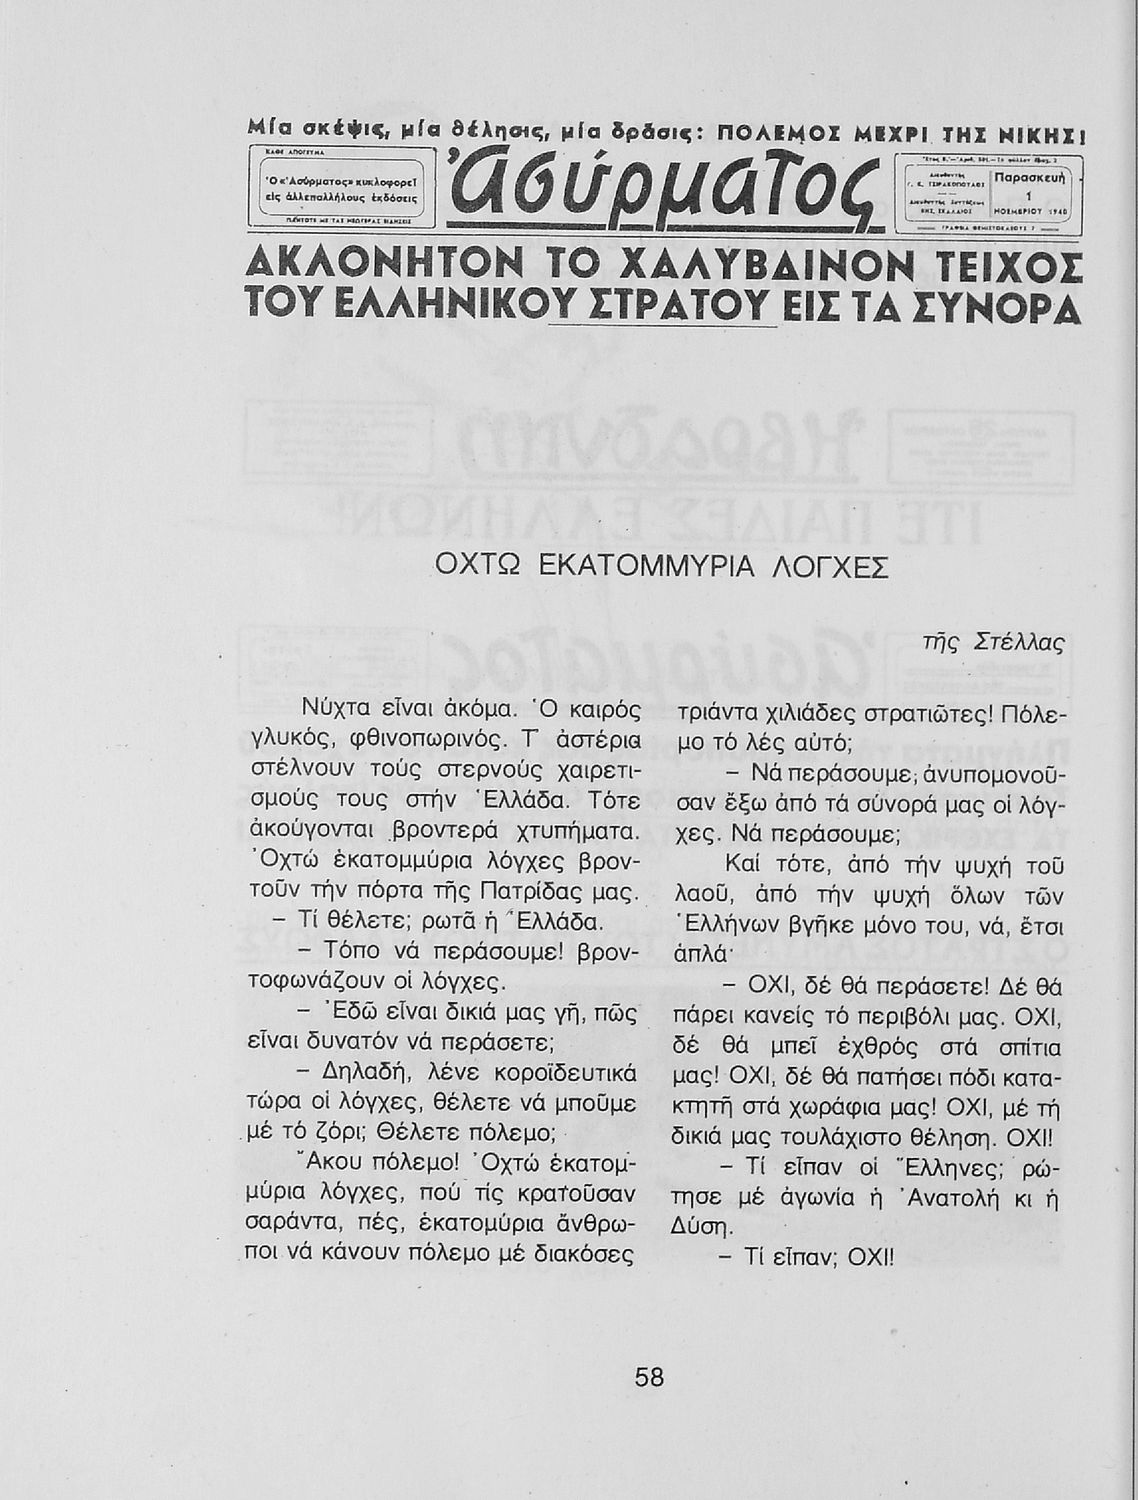 Μία σκέψις, μία θέλησις, μία δρᾶσις: ΠΟΛΕΜΟΣ ΜΕΧΡΙ ΤΗΣ ΝΙΚΗΣ!
ΚΑΘΕ ΑΠΟΓΕΥΜΑ
Ὁ «Ἀσύρματος» κυκλοφορεῖ
εἰς ἀλλεπαλλήλους ἐκδόσεις
Ἀσύρματος
Παρασκευή
1
ΝΟΕΜΒΡΙΟΥ 1940
ΑΚΛΟΝΗΤΟΝ ΤΟ ΧΑΛΥΒΔΙΝΟΝ ΤΕΙΧΟΣ
ΤΟΥ ΕΛΛΗΝΙΚΟΥ ΣΤΡΑΤΟΥ ΕΙΣ ΤΑ ΣΥΝΟΡΑ
ΟΧΤΩ ΕΚΑΤΟΜΜΥΡΙΑ ΛΟΓΧΕΣ
τῆς Στέλλας
Νύχτα εἶναι ἀκόμα. Ὁ καιρός
γλυκός, φθινοπωρινός. Τ' ἀστέρια
στέλνουν τούς στερνούς χαιρετι-
σμούς τους στήν Ἑλλάδα. Τότε
ἀκούγονται βροντερά χτυπήματα.
Ὀχτώ ἑκατομμύρια λόγχες βρον-
τοῦν τήν πόρτα τῆς Πατρίδας μας.
– Τί θέλετε; ρωτᾶ ἡ Ἑλλάδα.
– Τόπο νά περάσουμε! βρον-
τοφωνάζουν οἱ λόγχες.
– Ἐδῶ εἶναι δικιά μας γῆ, πῶς
εἶναι δυνατόν νά περάσετε;
– Δηλαδή, λένε κοροϊδευτικά
τώρα οἱ λόγχες, θέλετε νά μποῦμε
μέ τό ζόρι; Θέλετε πόλεμο;
Ἄκου πόλεμο! Ὀχτώ ἑκατομ-
μύρια λόγχες, πού τίς κρατοῦσαν
σαράντα, πές, ἑκατομύρια ἄνθρω-
ποι νά κάνουν πόλεμο μέ διακόσες
τριάντα χιλιάδες στρατιῶτες! Πόλε-
μο τό λές αὐτό;
– Νά περάσουμε; ἀνυπομονοῦ-
σαν ἔξω ἀπό τά σύνορά μας οἱ λόγ-
χες. Νά περάσουμε;
Καί τότε, ἀπό τήν ψυχή τοῦ
λαοῦ, ἀπό τήν ψυχή ὅλων τῶν
Ἑλλήνων βγῆκε μόνο του, νά, ἔτσι
ἁπλά·
– ΟΧΙ, δέ θά περάσετε! Δέ θά
πάρει κανείς τό περιβόλι μας. ΟΧΙ,
δέ θά μπεῖ ἐχθρός στά σπίτια
μας! ΟΧΙ, δέ θά πατήσει πόδι κατα-
κτητῆ στά χωράφια μας! ΟΧΙ, μέ τή
δικιά μας τουλάχιστο θέληση. ΟΧΙ!
– Τί εἶπαν οἱ Ἕλληνες; ρώ-
τησε μέ ἀγωνία ἡ Ἀνατολή κι ἡ
Δύση.
– Τί εἶπαν; ΟΧΙ!
58